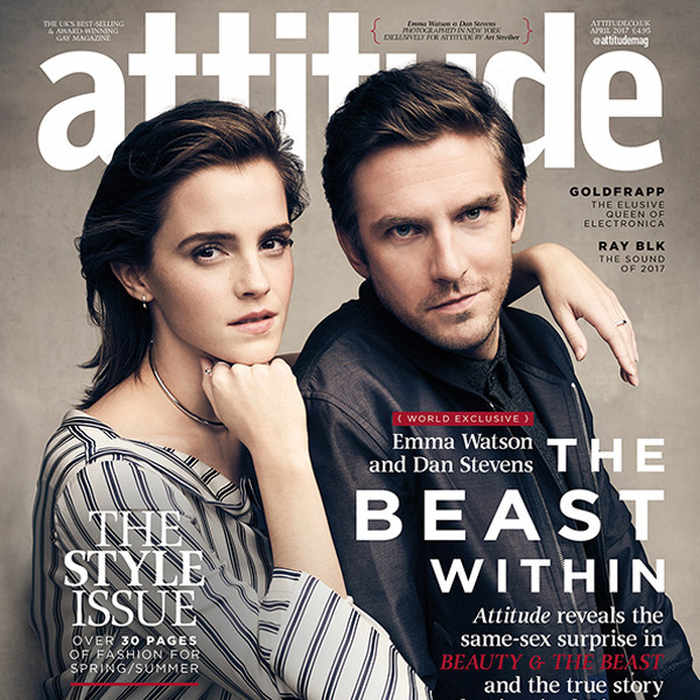 THE UK'S BEST-SELLING
& AWARD-WINNING
GAY MAGAZINE
attitude
Emma Watson & Dan Stevens
PHOTOGRAPHED IN NEW YORK
EXCLUSIVELY FOR ATTITUDE BY Art Streiber
ATTITUDE.CO.UK
APRIL 2017 £4.95
@attitudemag
GOLDFRAPP
THE ELUSIVE
QUEEN OF
ELECTRONICA
RAY BLK
THE SOUND
OF 2017
{ WORLD EXCLUSIVE }
Emma Watson
and Dan Stevens
THE
BEAST
WITHIN
Attitude reveals the
same-sex surprise in
BEAUTY & THE BEAST
and the true story
THE
STYLE
ISSUE
OVER 30 PAGES
OF FASHION FOR
SPRING/SUMMER